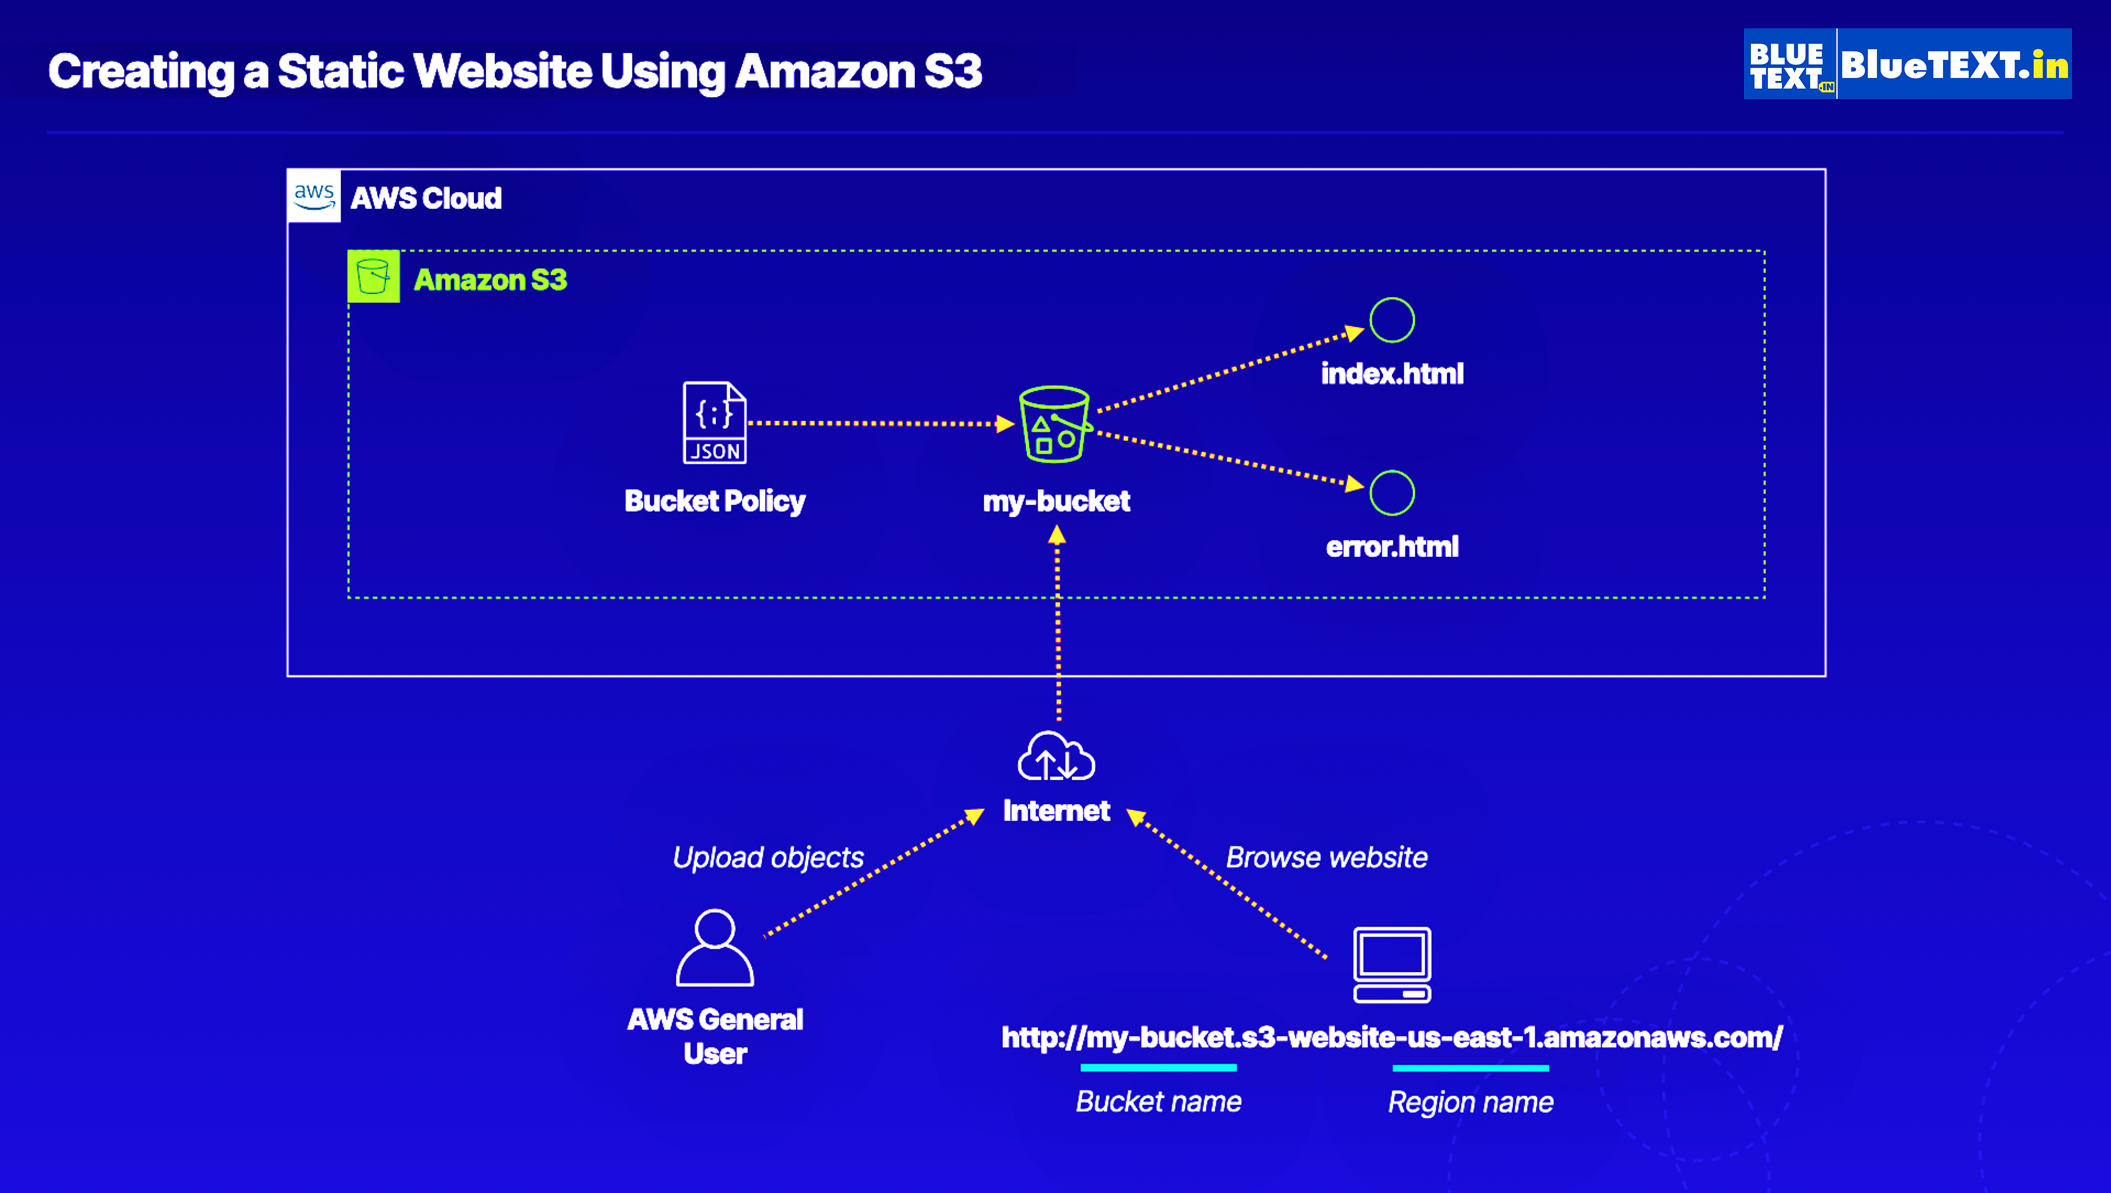 Creating a Static Website Using Amazon S3
BLUE
TEXT
.IN
BlueTEXT.in
aws
AWS Cloud
Amazon S3
index.html
{;}
JSON
Bucket Policy
my-bucket
error.html
Internet
Upload objects
Browse website
AWS General
User
http://my-bucket.s3-website-us-east-1.amazonaws.com/
Bucket name
Region name